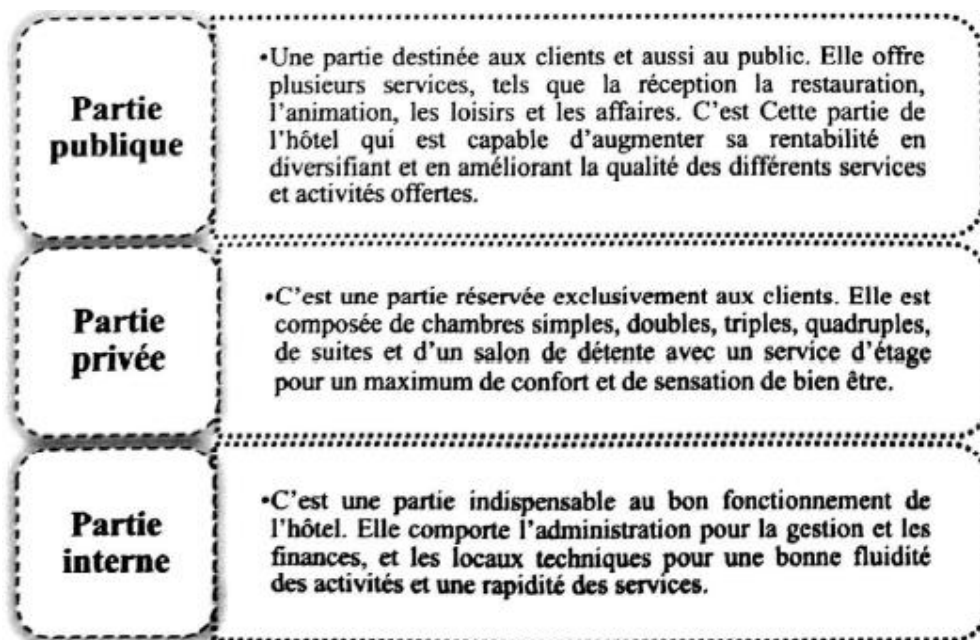 Partie
publique
•Une partie destinée aux clients et aussi au public. Elle offre
plusieurs services, tels que la réception la restauration,
l'animation, les loisirs et les affaires. C'est Cette partie de
l'hôtel qui est capable d'augmenter sa rentabilité en
diversifiant et en améliorant la qualité des différents services
et activités offertes.
Partie
privée
•C'est une partie réservée exclusivement aux clients. Elle est
composée de chambres simples, doubles, triples, quadruples,
de suites et d'un salon de détente avec un service d'étage
pour un maximum de confort et de sensation de bien être.
Partie
interne
•C'est une partie indispensable au bon fonctionnement de
l'hôtel. Elle comporte l'administration pour la gestion et les
finances, et les locaux techniques pour une bonne fluidité
des activités et une rapidité des services.